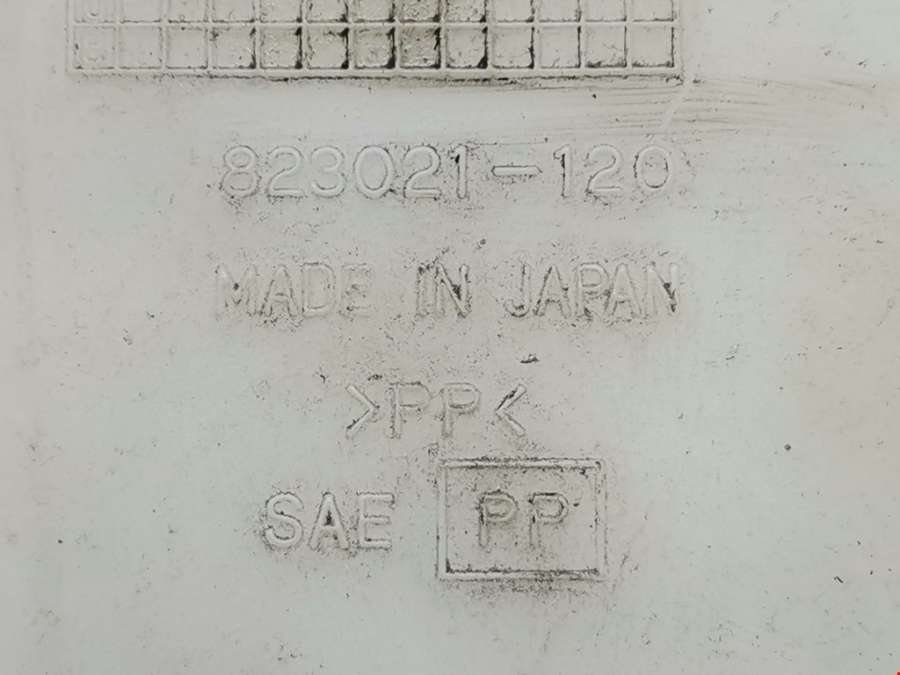 823021-120
MADE IN JAPAN
>PP<
SAE PP